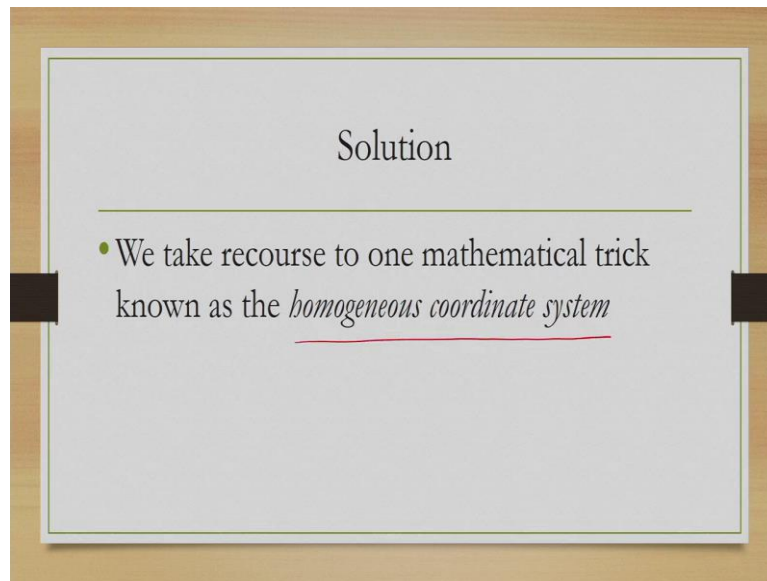 Solution
• We take recourse to one mathematical trick
known as the homogeneous coordinate system